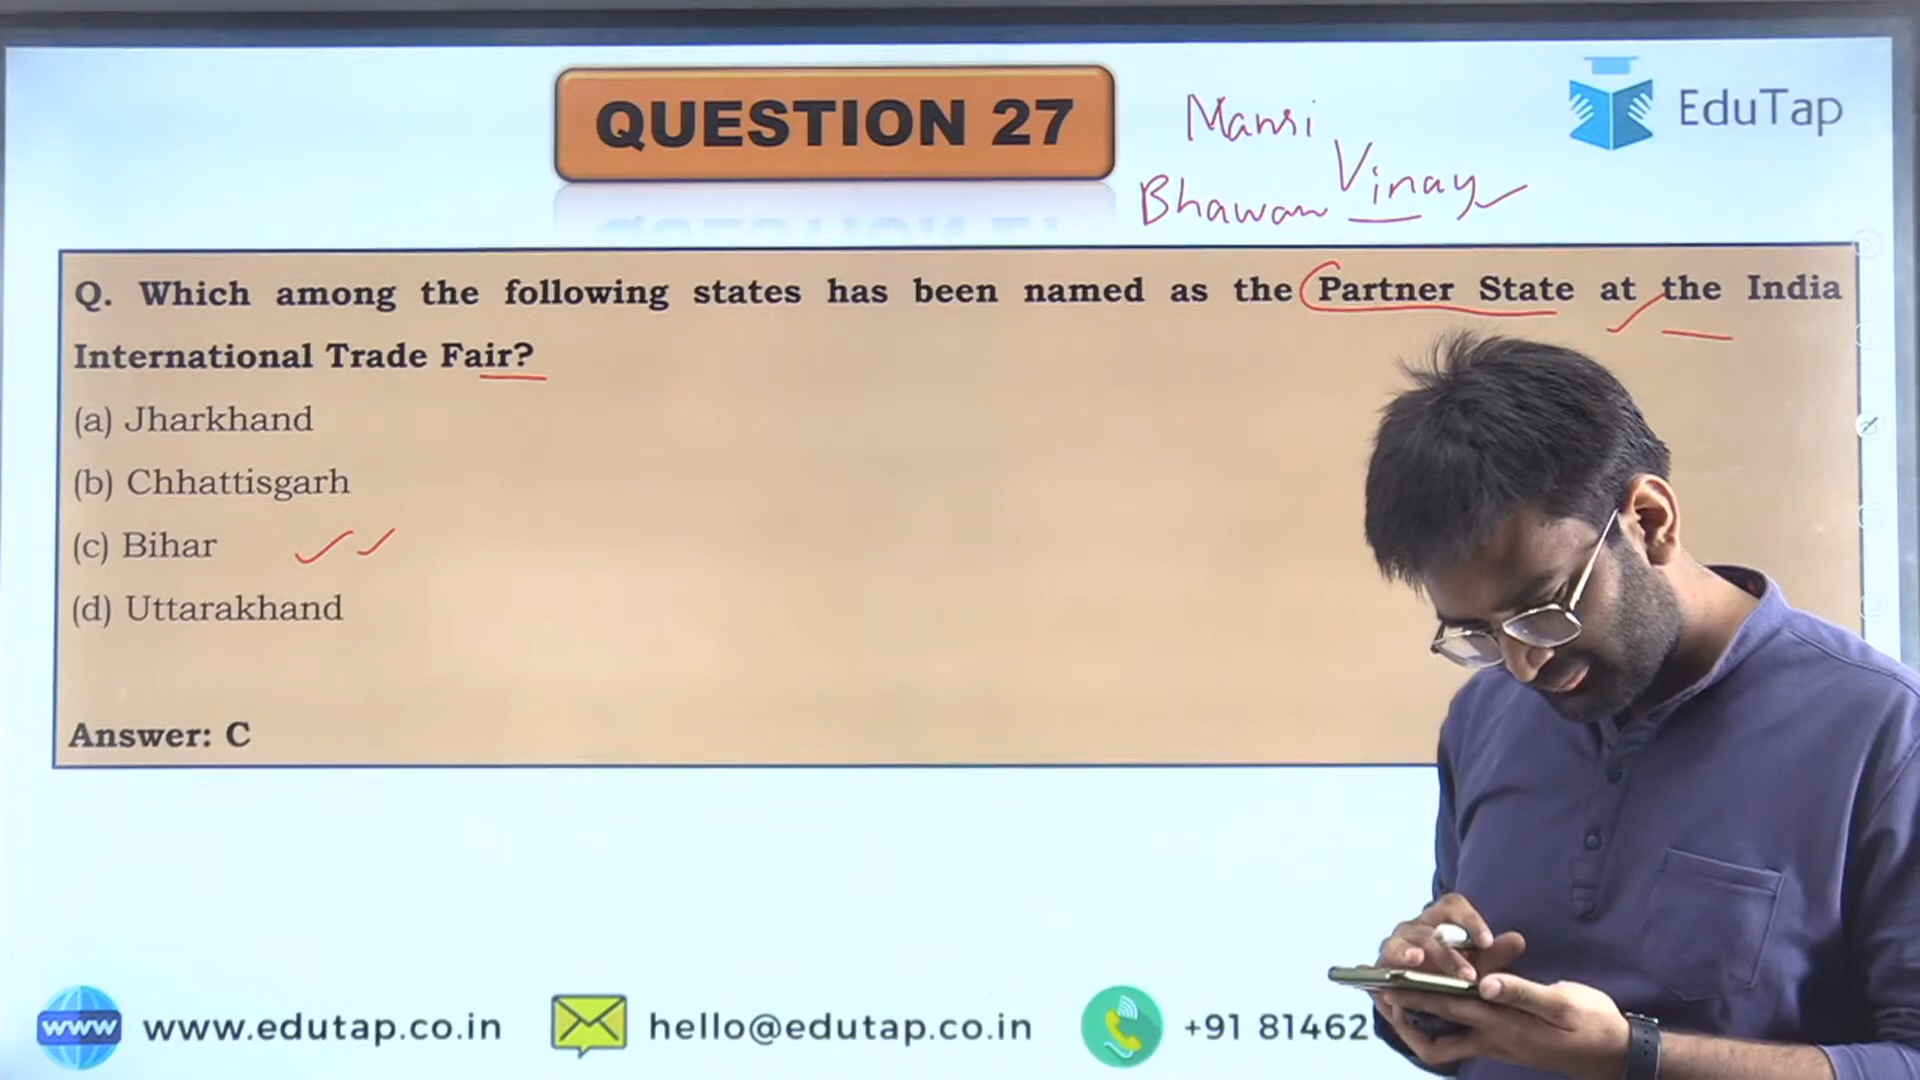 QUESTION 27
Mansi
Bhawan Vinay
EduTap
Q. Which among the following states has been named as the Partner State at the India
International Trade Fair?
(a) Jharkhand
(b) Chhattisgarh
(c) Bihar
(d) Uttarakhand
Answer: C
www www.edutap.co.in hello@edutap.co.in +91 81462